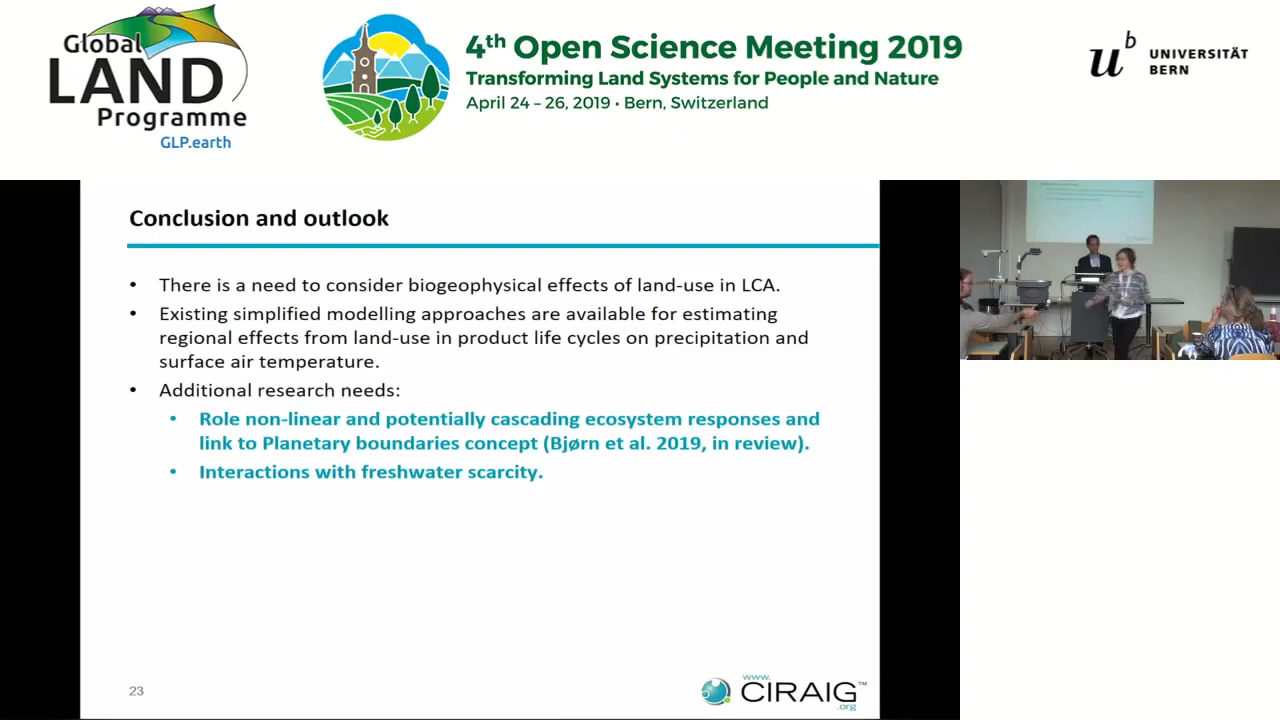 Global
LAND
Programme
GLP.earth
4th Open Science Meeting 2019
Transforming Land Systems for People and Nature
April 24 – 26, 2019 • Bern, Switzerland
u b
UNIVERSITÄT
BERN
Conclusion and outlook
• There is a need to consider biogeophysical effects of land-use in LCA.
• Existing simplified modelling approaches are available for estimating
regional effects from land-use in product life cycles on precipitation and
surface air temperature.
• Additional research needs:
• Role non-linear and potentially cascading ecosystem responses and
link to Planetary boundaries concept (Bjørn et al. 2019, in review).
• Interactions with freshwater scarcity.
23
www.
CIRAIG™
.org